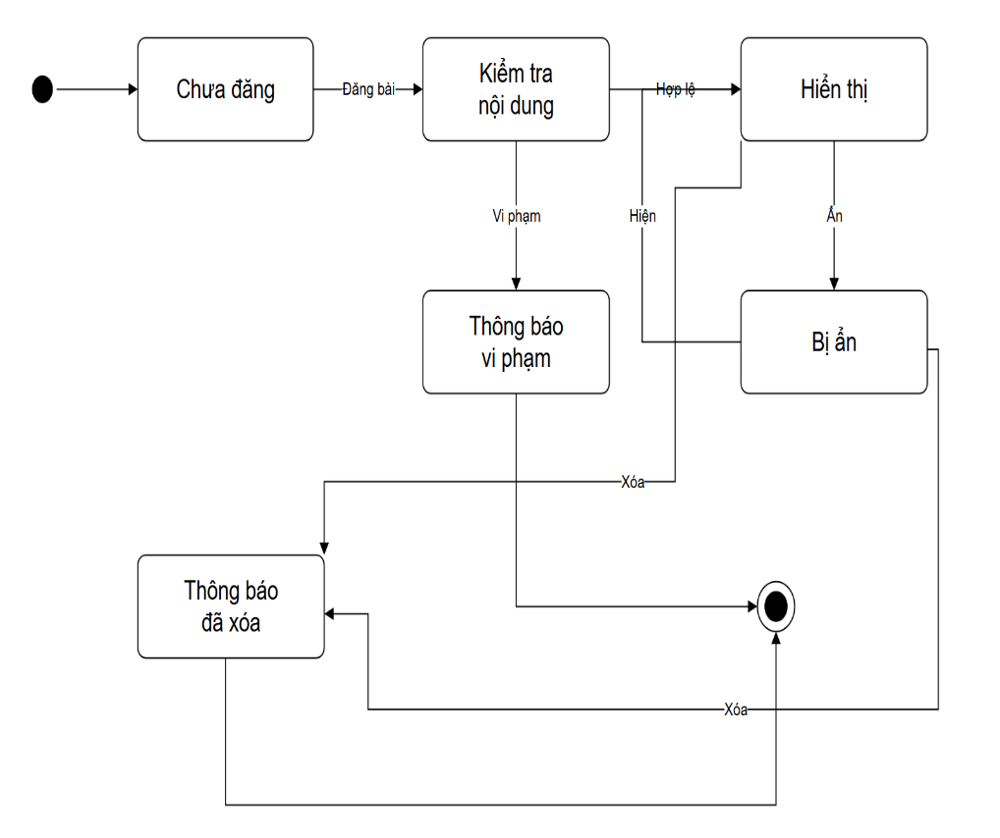 Chưa đăng
Đăng bài
Kiểm tra
nội dung
Hợp lệ
Hiển thị
Vi phạm
Hiện
Ẩn
Thông báo
vi phạm
Bị ẩn
Xóa
Thông báo
đã xóa
Xóa